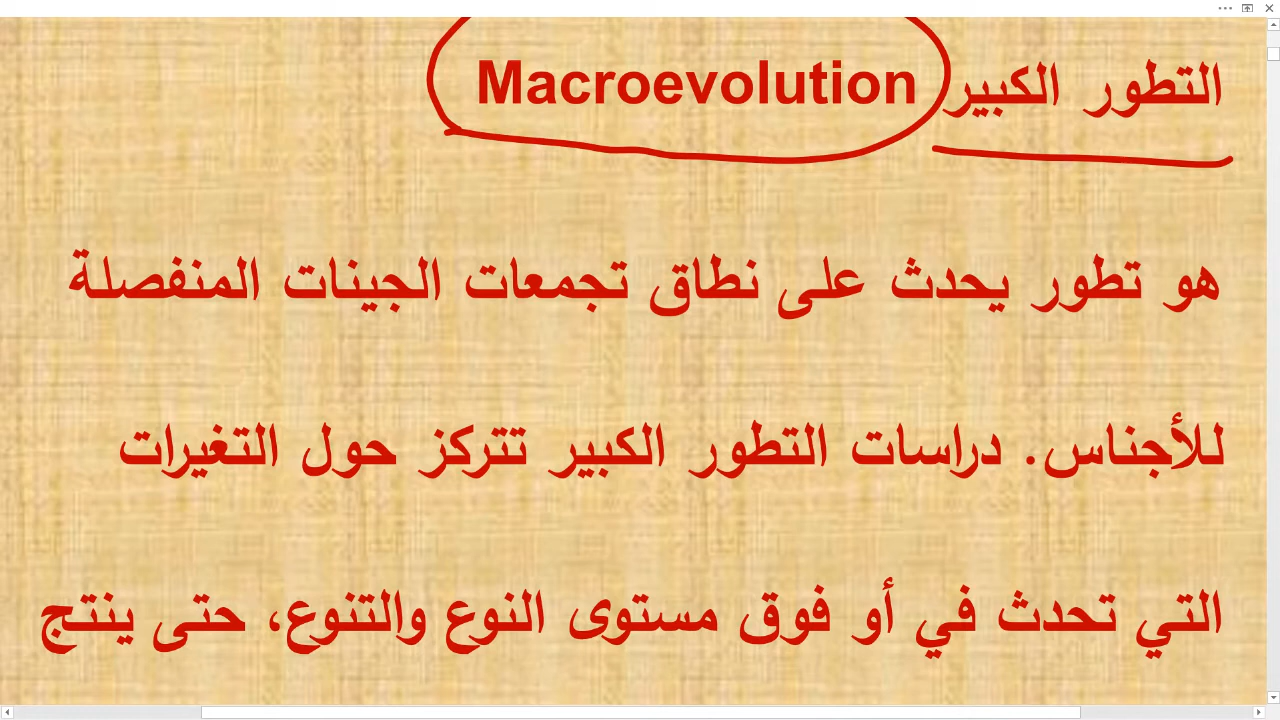 التطور الكبير Macroevolution
هو تطور يحدث على نطاق تجمعات الجينات المنفصلة
للأجناس. دراسات التطور الكبير تتركز حول التغيرات
التي تحدث في أو فوق مستوى النوع والتنوع، حتى ينتج